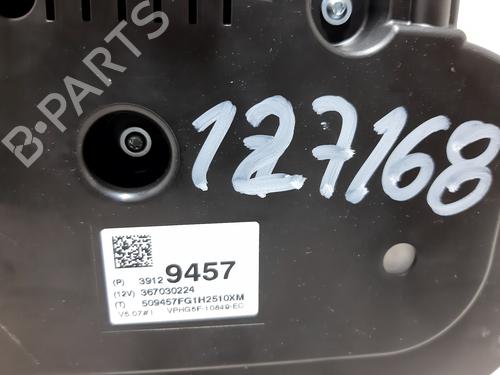 B-PARTS
127168
(P) 3912 9457
(12V) 367030224
(T) 509457FG1H2510XM
V5.07#1 VPHG6F-10849-EC